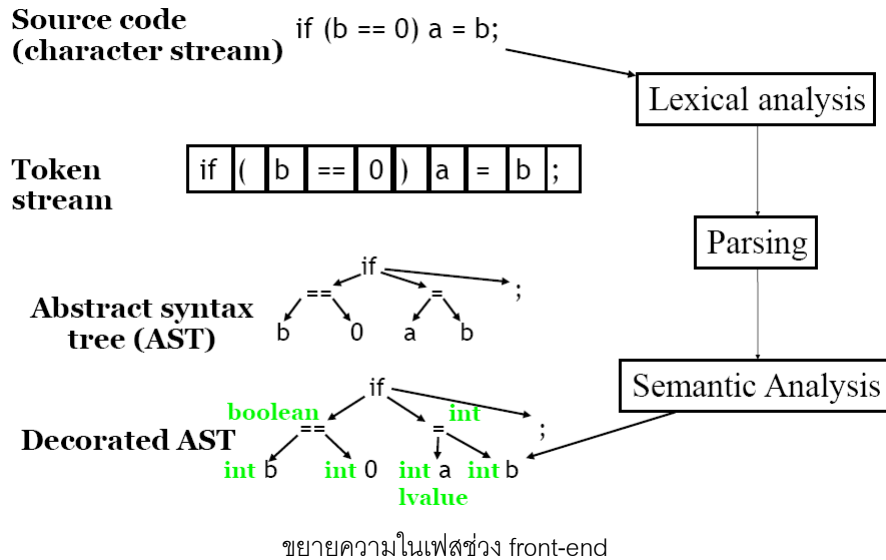 Source code
(character stream)
if (b == 0) a = b;
Lexical analysis
Token
stream
if ( b == 0 ) a = b ;
Parsing
Abstract syntax
tree (AST)
if
== = ;
b 0 a b
Semantic Analysis
Decorated AST
if
boolean int
== = ;
int b int 0 int a int b
lvalue
ขยายความในเฟสช่วง front-end